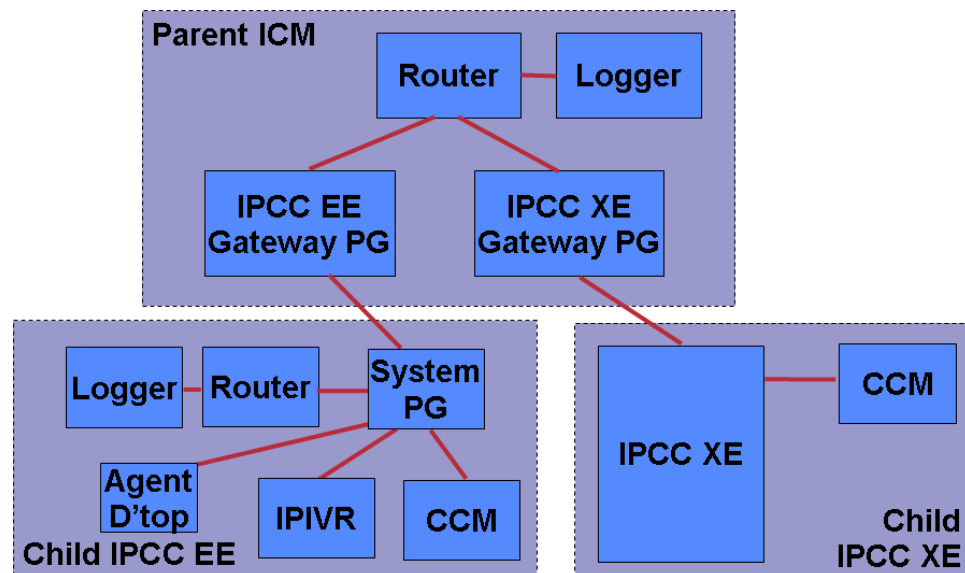 Parent ICM
Router
Logger
IPCC EE
Gateway PG
IPCC XE
Gateway PG
Logger
Router
System
PG
Agent
D’top
IPIVR
CCM
Child IPCC EE
IPCC XE
CCM
Child
IPCC XE